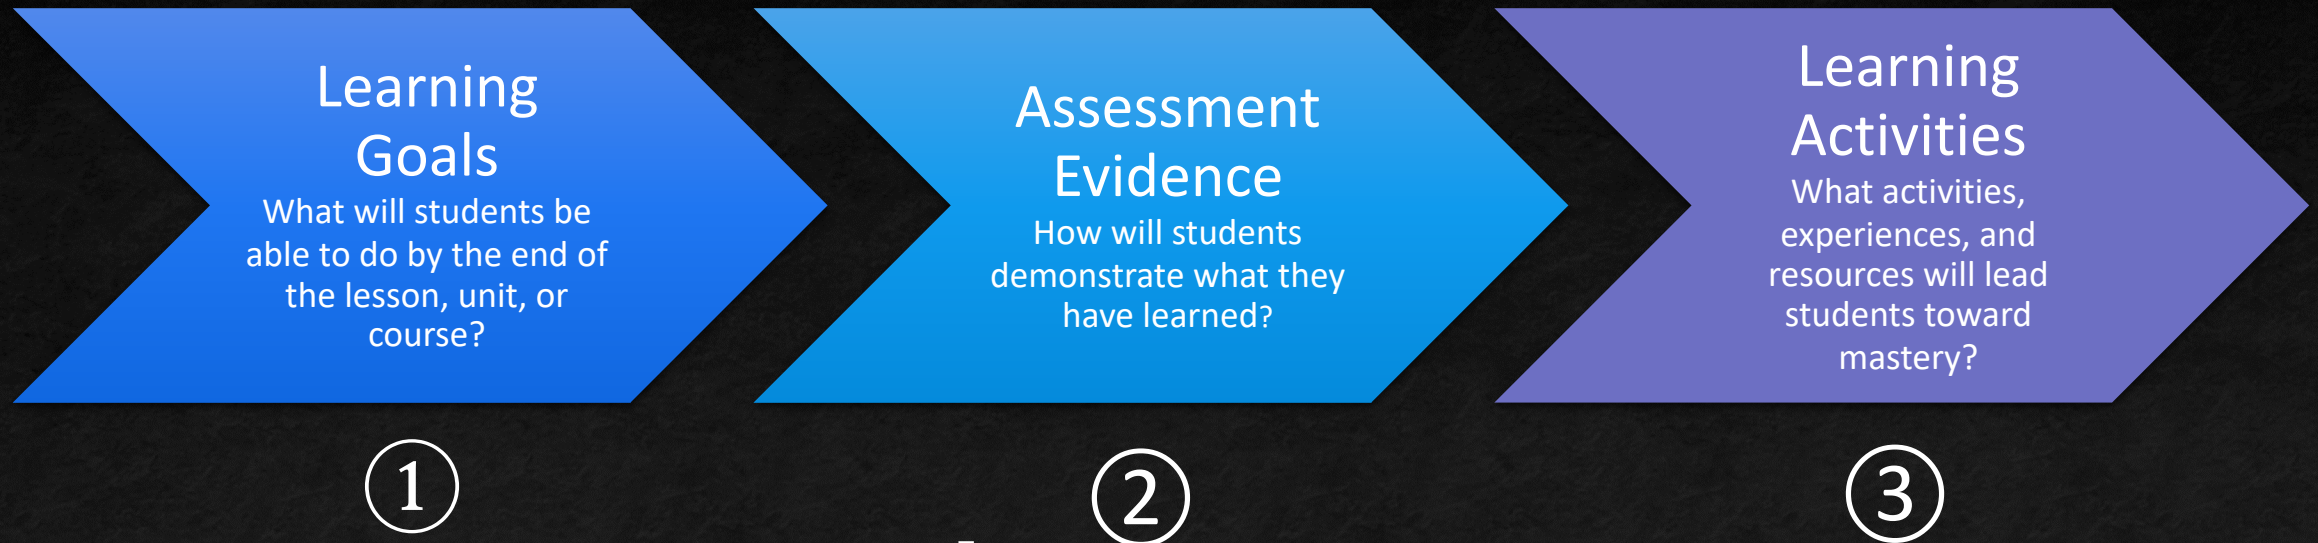 Learning
Goals
What will students be
able to do by the end of
the lesson, unit, or
course?
Assessment
Evidence
How will students
demonstrate what they
have learned?
Learning
Activities
What activities,
experiences, and
resources will lead
students toward
mastery?
①
②
③